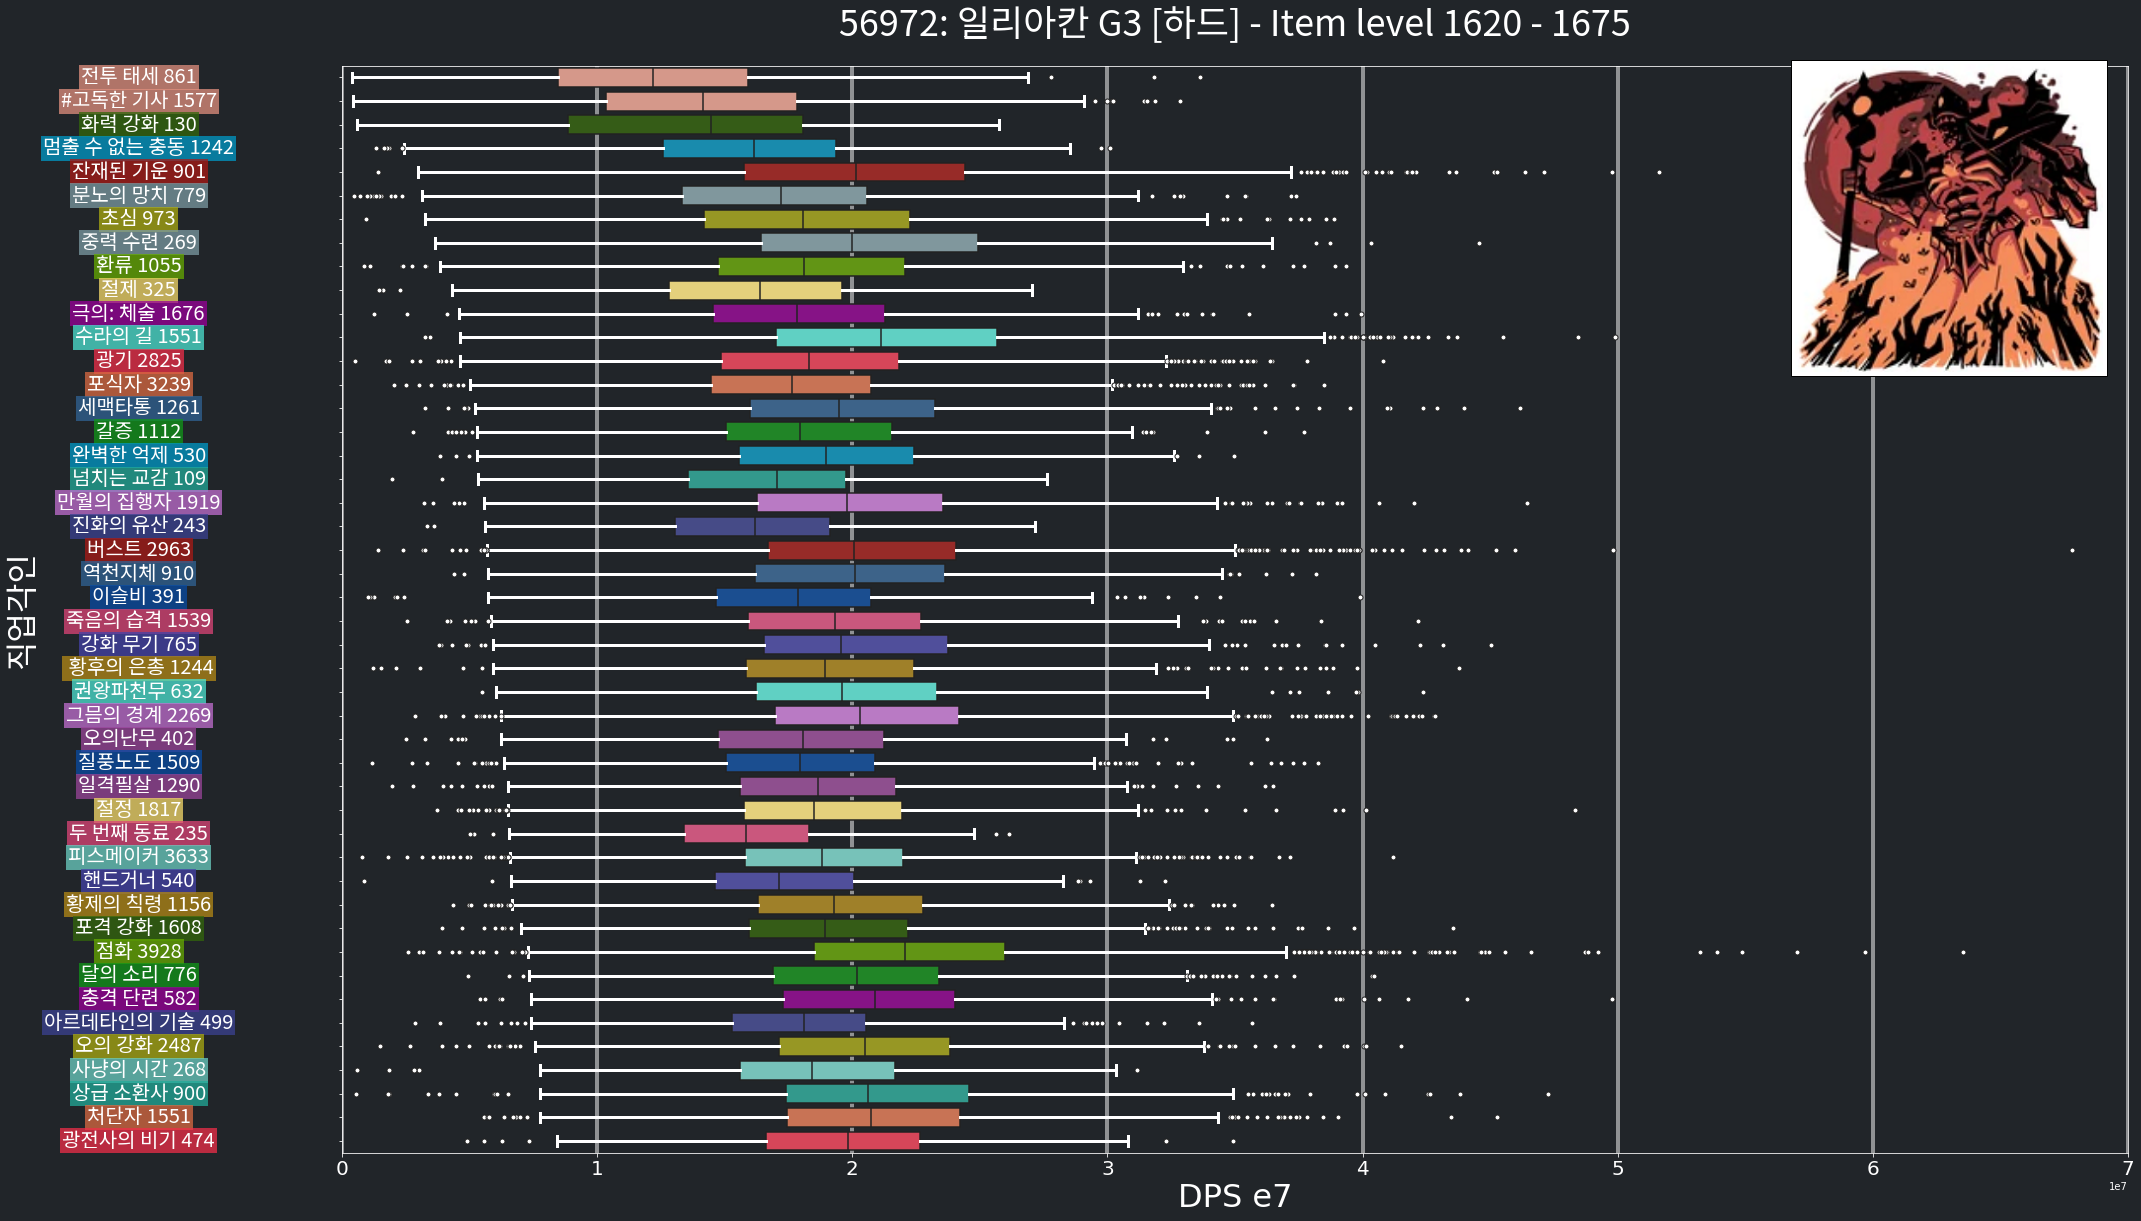 56972: 일리아칸 G3 [하드] - Item level 1620 - 1675
직업각인
전투 태세 861
#고독한 기사 1577
화력 강화 130
멈출 수 없는 충동 1242
잔재된 기운 901
분노의 망치 779
초심 973
중력 수련 269
환류 1055
절제 325
극의: 체술 1676
수라의 길 1551
광기 2825
포식자 3239
세맥타통 1261
갈증 1112
완벽한 억제 530
넘치는 교감 109
만월의 집행자 1919
진화의 유산 243
버스트 2963
역천지체 910
이슬비 391
죽음의 습격 1539
강화 무기 765
황후의 은총 1244
권왕파천무 632
그믐의 경계 2269
오의난무 402
질풍노도 1509
일격필살 1290
절정 1817
두 번째 동료 235
피스메이커 3633
핸드거너 540
황제의 칙령 1156
포격 강화 1608
점화 3928
달의 소리 776
충격 단련 582
아르데타인의 기술 499
오의 강화 2487
사냥의 시간 268
상급 소환사 900
처단자 1551
광전사의 비기 474
0 1 2 3 4 5 6 7
1e7
DPS e7